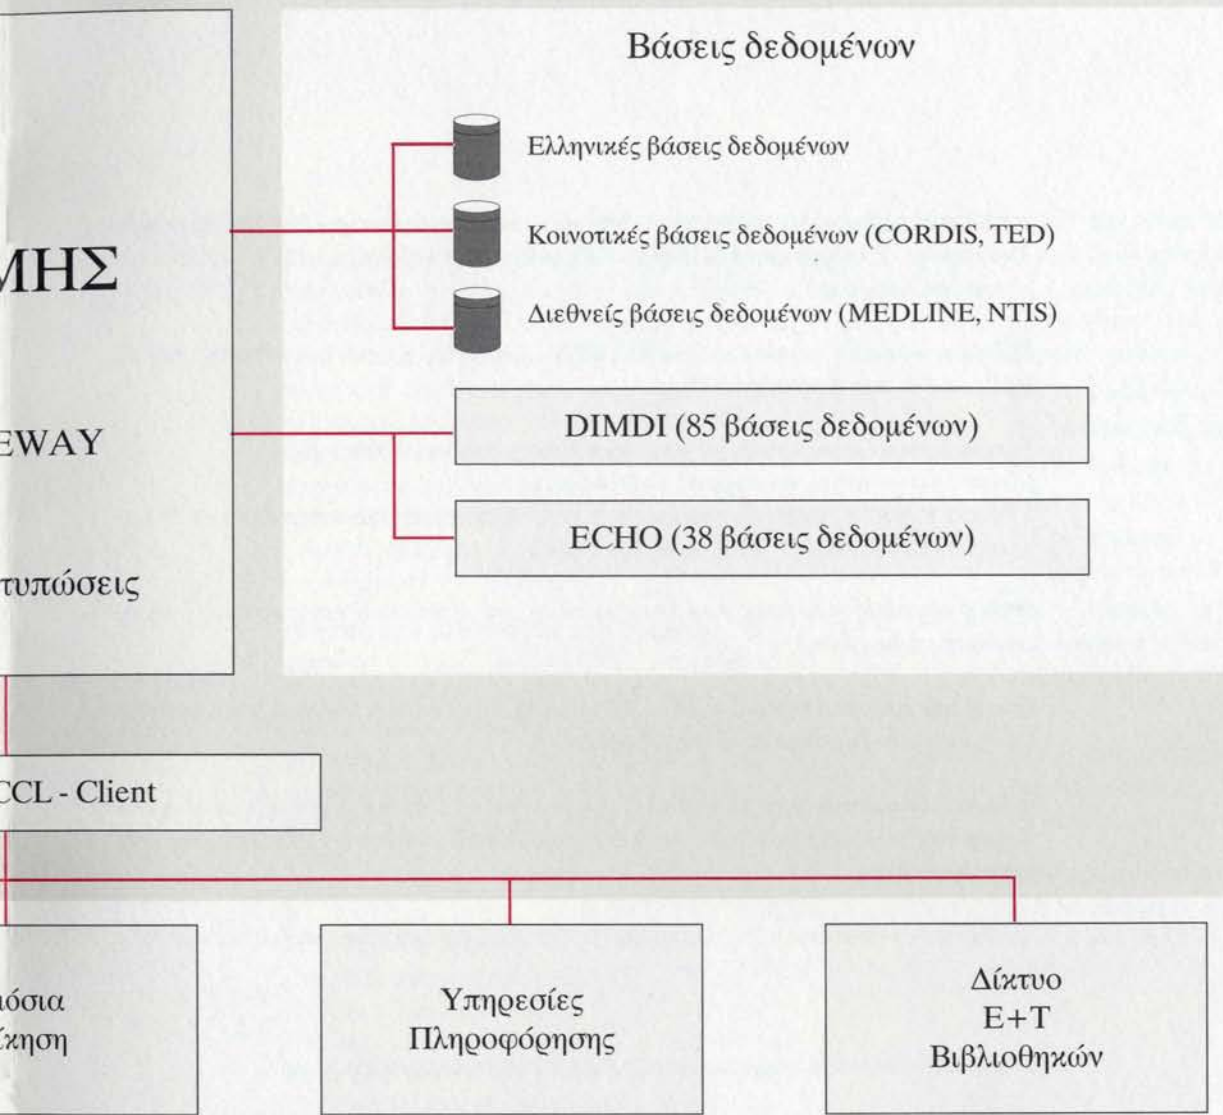 Βάσεις δεδομένων
Ελληνικές βάσεις δεδομένων
Κοινοτικές βάσεις δεδομένων (CORDIS, TED)
ΜΗΣ
Διεθνείς βάσεις δεδομένων (MEDLINE, NTIS)
DIMDI (85 βάσεις δεδομένων)
EWAY
ECHO (38 βάσεις δεδομένων)
τυπώσεις
CCL - Client
όσια
ίκηση
Υπηρεσίες
Πληροφόρησης
Δίκτυο
Ε+Τ
Βιβλιοθηκών